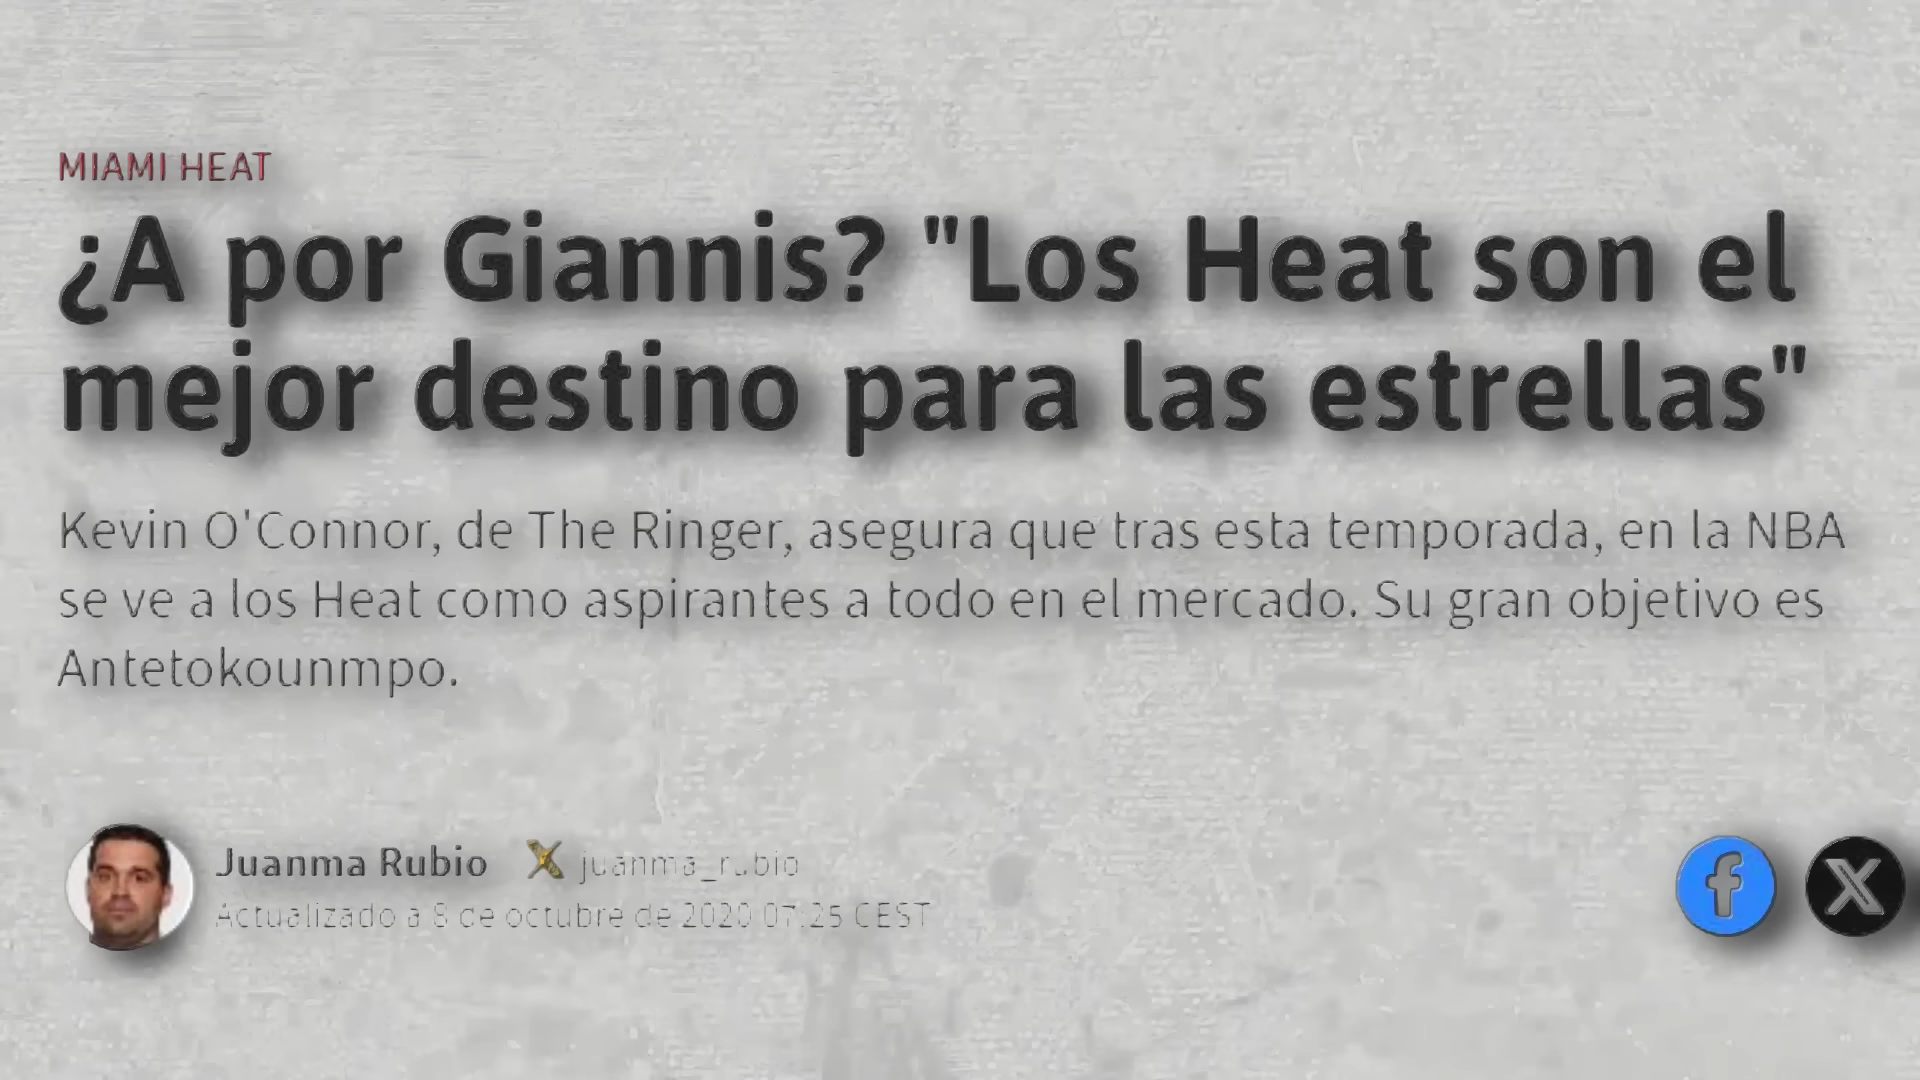 MIAMI HEAT
¿A por Giannis? "Los Heat son el
mejor destino para las estrellas"
Kevin O'Connor, de The Ringer, asegura que tras esta temporada, en la NBA
se ve a los Heat como aspirantes a todo en el mercado. Su gran objetivo es
Antetokounmpo.
Juanma Rubio X juanma_rubio
Actualizado a 8 de octubre de 2020 07:25 CEST
f X